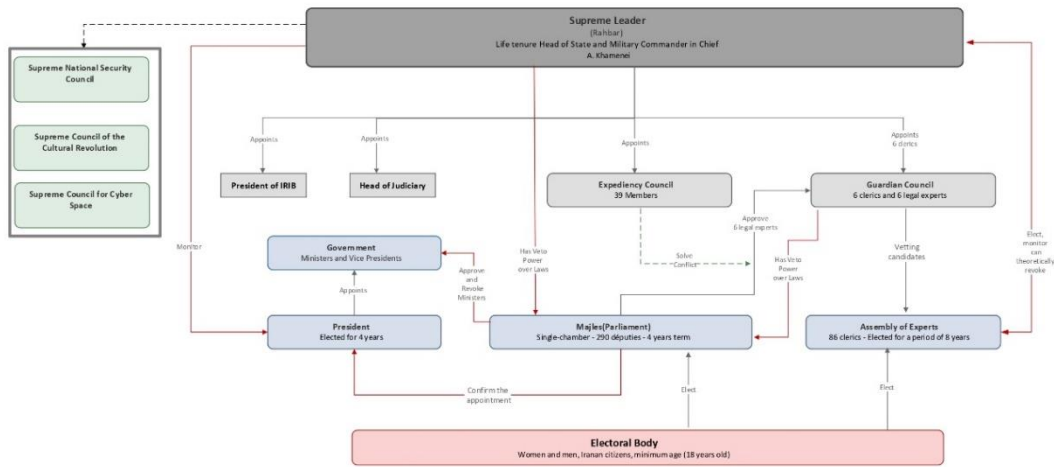 Supreme Leader
(Rahbar)
Life tenure Head of State and Military Commander in Chief
A. Khamenei
Supreme National Security
Council
Supreme Council of the
Cultural Revolution
Supreme Council for Cyber
Space
Appoints
Appoints
Appoints
Appoints
6 clerics
President of IRIB
Head of Judiciary
Expediency Council
39 Members
Guardian Council
6 clerics and 6 legal experts
Monitor
Government
Ministers and Vice Presidents
Appoints
Approve
and
Revoke
Ministers
Has Veto
Power
over Laws
Solve
Conflict
Approve
6 legal experts
Has Veto
Power
over Laws
Vetting
candidates
Elect,
monitor
can
theoretically
revoke
President
Elected for 4 years
Majles(Parliament)
Single-chamber - 290 députies - 4 years term
Assembly of Experts
86 clerics - Elected for a period of 8 years
Confirm the
appointment
Elect
Elect
Electoral Body
Women and men, Iranan citizens, minimum age (18 years old)